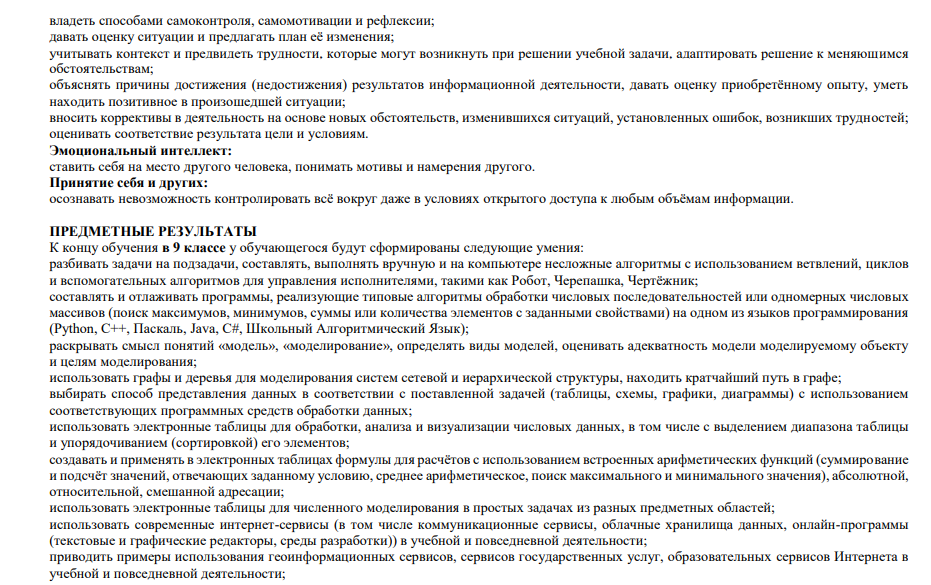 владеть способами самоконтроля, самомотивации и рефлексии;
давать оценку ситуации и предлагать план её изменения;
учитывать контекст и предвидеть трудности, которые могут возникнуть при решении учебной задачи, адаптировать решение к меняющимся
обстоятельствам;
объяснять причины достижения (недостижения) результатов информационной деятельности, давать оценку приобретённому опыту, уметь
находить позитивное в произошедшей ситуации;
вносить коррективы в деятельность на основе новых обстоятельств, изменившихся ситуаций, установленных ошибок, возникших трудностей;
оценивать соответствие результата цели и условиям.
Эмоциональный интеллект:
ставить себя на место другого человека, понимать мотивы и намерения другого.
Принятие себя и других:
осознавать невозможность контролировать всё вокруг даже в условиях открытого доступа к любым объёмам информации.
ПРЕДМЕТНЫЕ РЕЗУЛЬТАТЫ
К концу обучения в 9 классе у обучающегося будут сформированы следующие умения:
разбивать задачи на подзадачи, составлять, выполнять вручную и на компьютере несложные алгоритмы с использованием ветвлений, циклов
и вспомогательных алгоритмов для управления исполнителями, такими как Робот, Черепашка, Чертёжник;
составлять и отлаживать программы, реализующие типовые алгоритмы обработки числовых последовательностей или одномерных числовых
массивов (поиск максимумов, минимумов, суммы или количества элементов с заданными свойствами) на одном из языков программирования
(Python, C++, Паскаль, Java, C#, Школьный Алгоритмический Язык);
раскрывать смысл понятий «модель», «моделирование», определять виды моделей, оценивать адекватность модели моделируемому объекту
и целям моделирования;
использовать графы и деревья для моделирования систем сетевой и иерархической структуры, находить кратчайший путь в графе;
выбирать способ представления данных в соответствии с поставленной задачей (таблицы, схемы, графики, диаграммы) с использованием
соответствующих программных средств обработки данных;
использовать электронные таблицы для обработки, анализа и визуализации числовых данных, в том числе с выделением диапазона таблицы
и упорядочиванием (сортировкой) его элементов;
создавать и применять в электронных таблицах формулы для расчётов с использованием встроенных арифметических функций (суммирование
и подсчёт значений, отвечающих заданному условию, среднее арифметическое, поиск максимального и минимального значения), абсолютной,
относительной, смешанной адресации;
использовать электронные таблицы для численного моделирования в простых задачах из разных предметных областей;
использовать современные интернет-сервисы (в том числе коммуникационные сервисы, облачные хранилища данных, онлайн-программы
(текстовые и графические редакторы, среды разработки)) в учебной и повседневной деятельности;
приводить примеры использования геоинформационных сервисов, сервисов государственных услуг, образовательных сервисов Интернета в
учебной и повседневной деятельности;